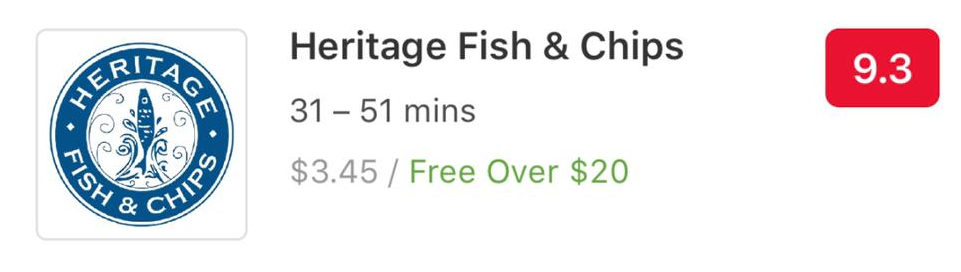 HERITAGE
FISH & CHIPS
Heritage Fish & Chips
31 – 51 mins
$3.45 / Free Over $20
9.3